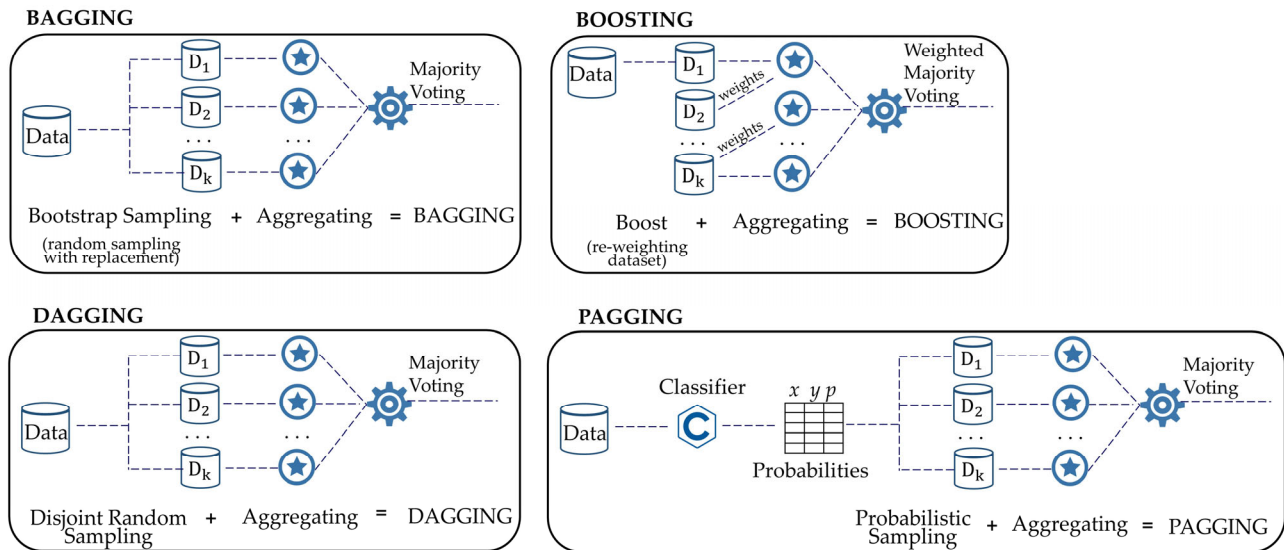 BAGGING
Data
D1
D2
...
Dk
...
Majority
Voting
Bootstrap Sampling + Aggregating = BAGGING
(random sampling
with replacement)
BOOSTING
Data
D1
weights
D2
...
weights
Dk
...
Weighted
Majority
Voting
Boost + Aggregating = BOOSTING
(re-weighting
dataset)
DAGGING
Data
D1
D2
...
Dk
...
Majority
Voting
Disjoint Random + Aggregating = DAGGING
Sampling
PAGGING
Data
Classifier
C
x y p
Probabilities
D1
D2
...
Dk
...
Majority
Voting
Probabilistic + Aggregating = PAGGING
Sampling